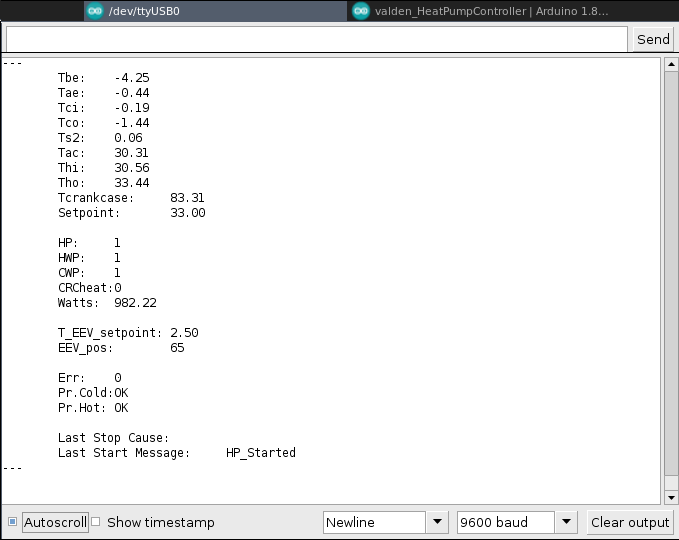 /dev/ttyUSB0
valden_HeatPumpController | Arduino 1.8...
Send
---
Tbe: -4.25
Tae: -0.44
Tci: -0.19
Tco: -1.44
Ts2: 0.06
Tac: 30.31
Thi: 30.56
Tho: 33.44
Tcrankcase: 83.31
Setpoint: 33.00
HP: 1
HWP: 1
CWP: 1
CRCheat:0
Watts: 982.22
T_EEV_setpoint: 2.50
EEV_pos: 65
Err: 0
Pr.Cold:OK
Pr.Hot: OK
Last Stop Cause:
Last Start Message: HP_Started
---
Autoscroll
Show timestamp
Newline
9600 baud
Clear output